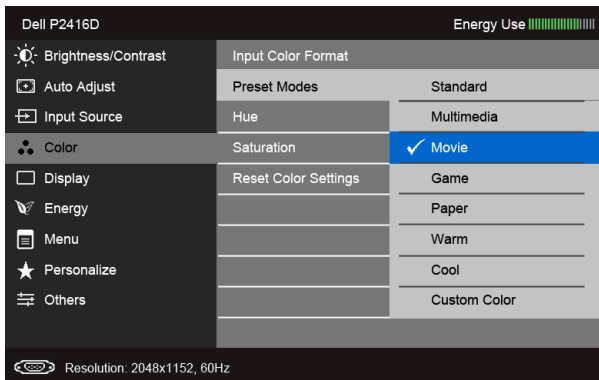 Dell P2416D Energy Use
Brightness/Contrast Input Color Format
Auto Adjust Preset Modes Standard
Input Source Hue Multimedia
Color Saturation Movie
Display Reset Color Settings Game
Energy Paper
Menu Warm
Personalize Cool
Others Custom Color
Resolution: 2048x1152, 60Hz